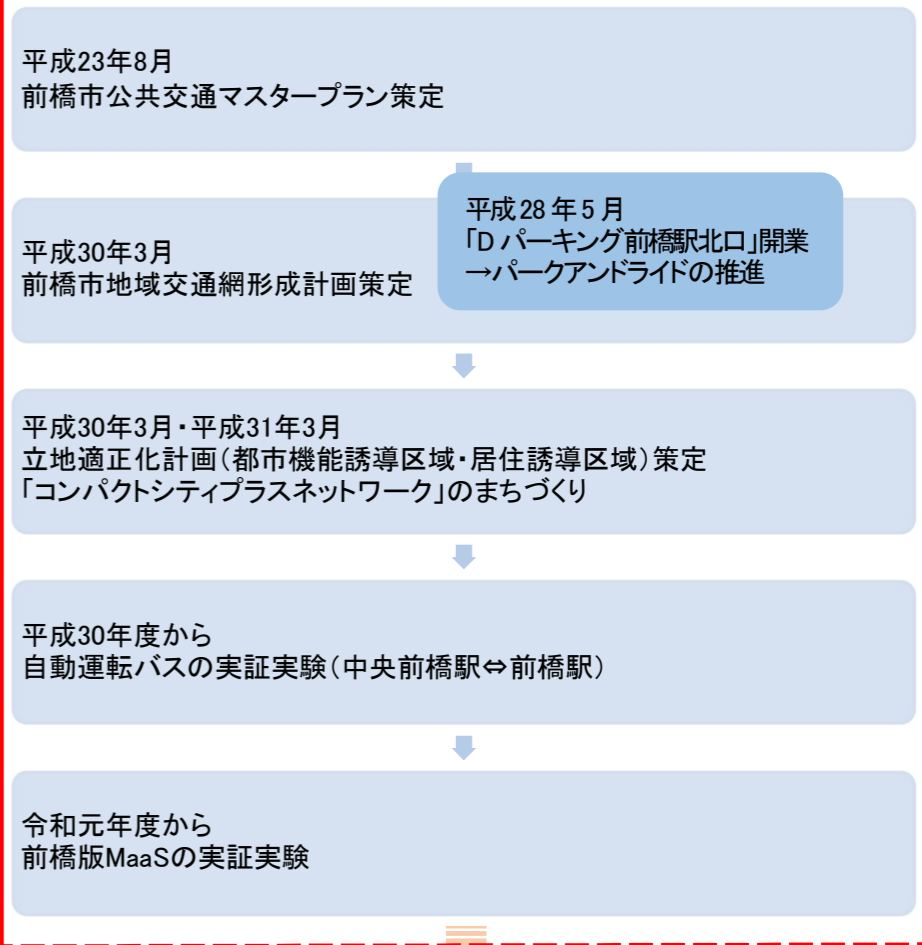 平成23年8月
前橋市公共交通マスタープラン策定
平成28年5月
「Dパーキング前橋駅北口」開業
→パークアンドライドの推進
平成30年3月
前橋市地域交通網形成計画策定
平成30年3月・平成31年3月
立地適正化計画（都市機能誘導区域・居住誘導区域）策定
「コンパクトシティプラスネットワーク」のまちづくり
平成30年度から
自動運転バスの実証実験（中央前橋駅⇔前橋駅）
令和元年度から
前橋版MaaSの実証実験